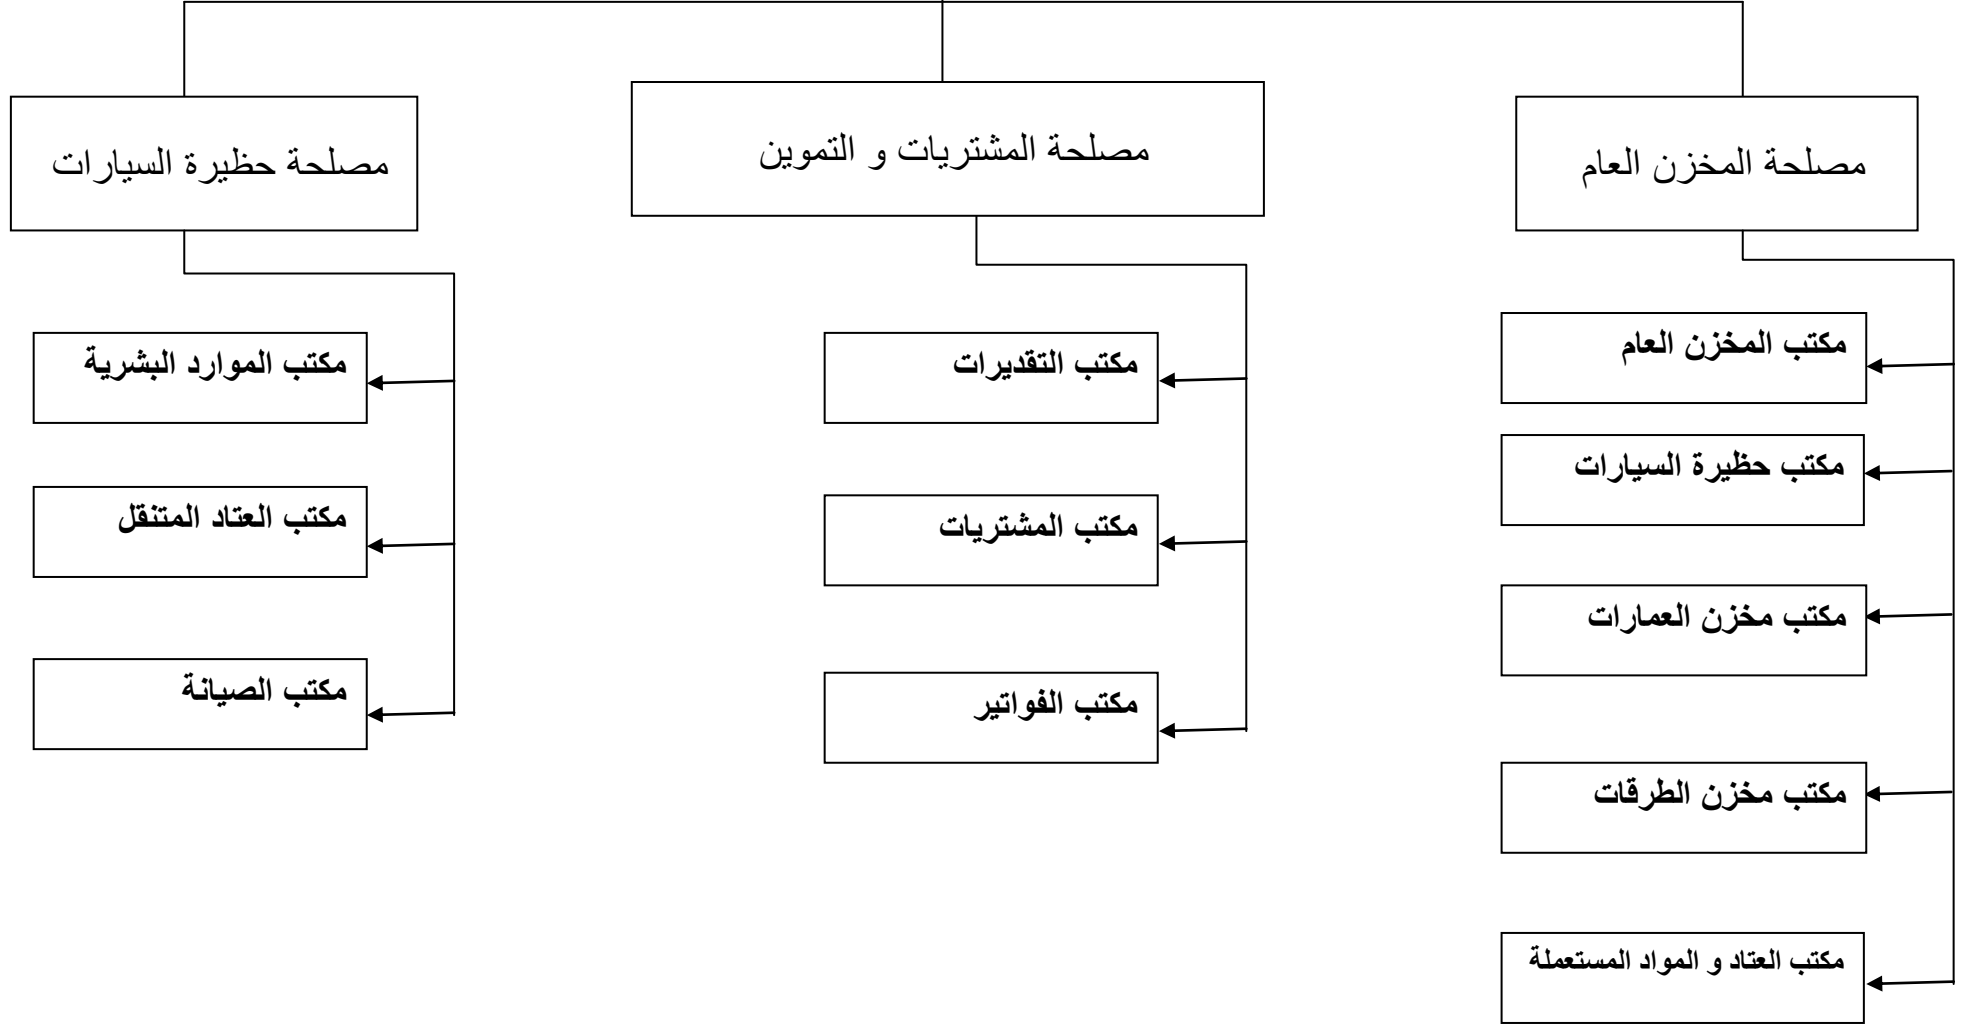 مصلحة المخزن العام
مصلحة المشتريات و التموين
مصلحة حظيرة السيارات
مكتب المخزن العام
مكتب حظيرة السيارات
مكتب مخزن العمارات
مكتب مخزن الطرقات
مكتب العتاد و المواد المستعملة
مكتب التقديرات
مكتب المشتريات
مكتب الفواتير
مكتب الموارد البشرية
مكتب العتاد المتنقل
مكتب الصيانة